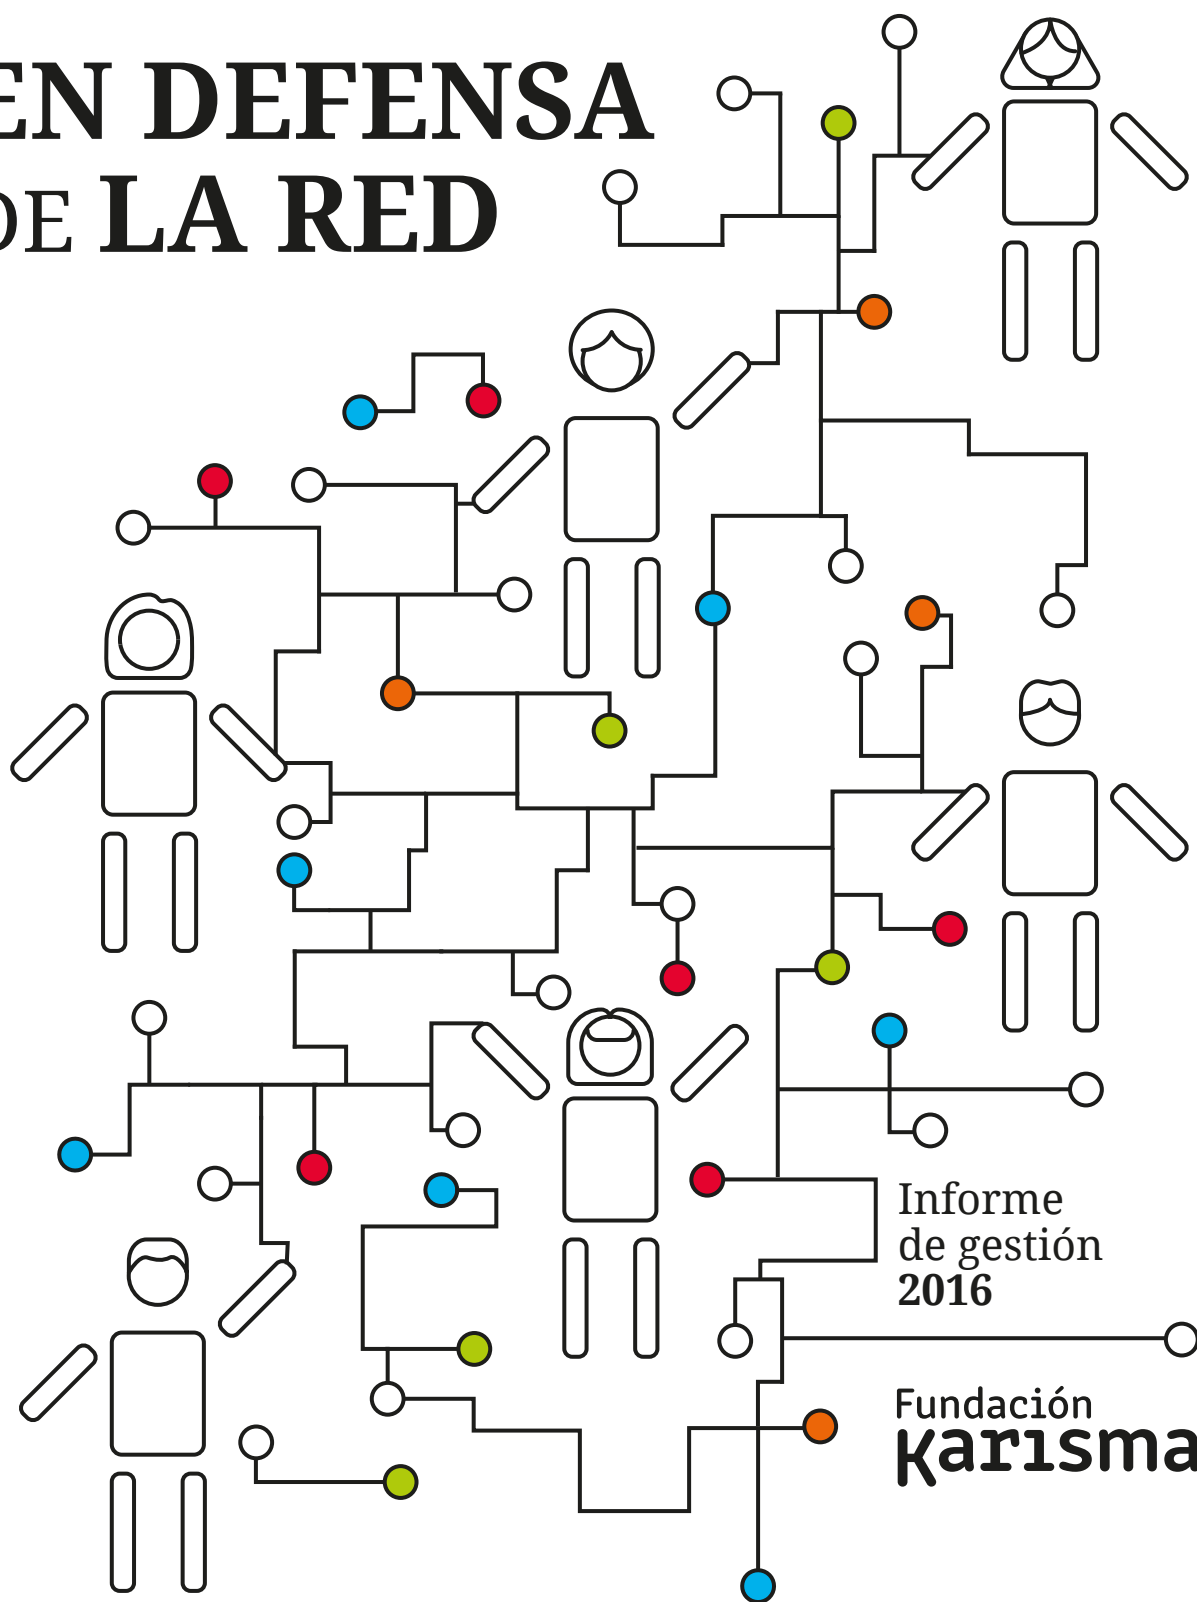 EN DEFENSA
DE LA RED
Informe
de gestión
2016
Fundación
Karisma